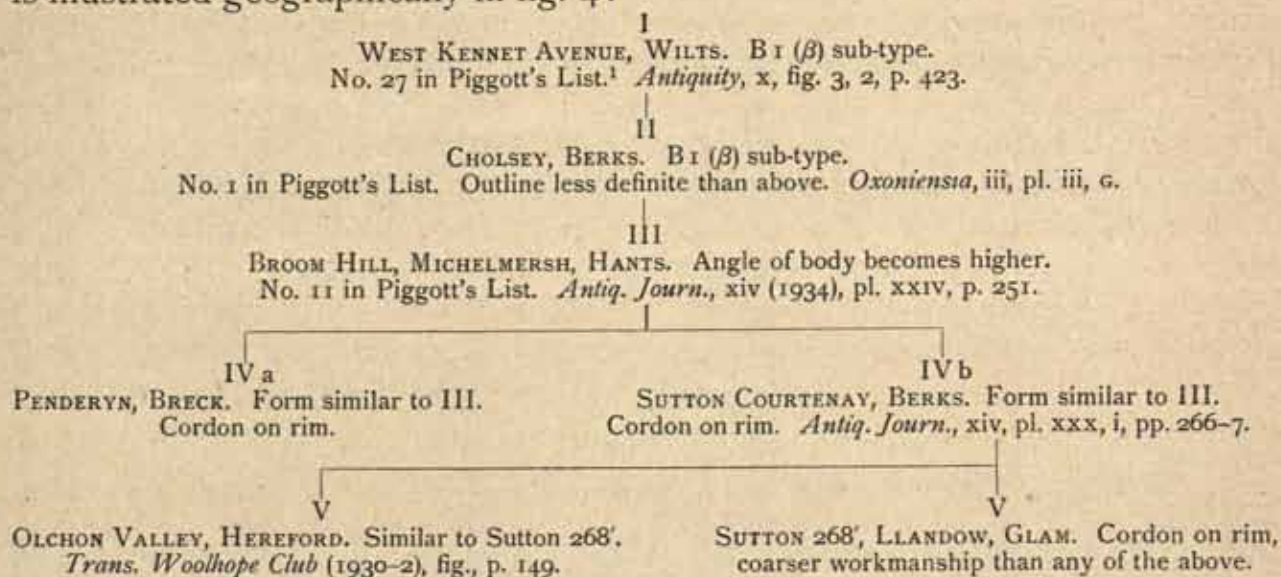 is illustrated geographically in fig. 4.
I
WEST KENNET AVENUE, WILTS. B 1 (β) sub-type.
No. 27 in Piggott's List.¹ Antiquity, x, fig. 3, 2, p. 423.
II
CHOLSEY, BERKS. B 1 (β) sub-type.
No. 1 in Piggott's List. Outline less definite than above. Oxoniensia, iii, pl. iii, G.
III
BROOM HILL, MICHELMERSH, HANTS. Angle of body becomes higher.
No. 11 in Piggott's List. Antiq. Journ., xiv (1934), pl. XXIV, p. 251.
IV a
PENDERYN, BRECK. Form similar to III.
Cordon on rim.
IV b
SUTTON COURTENAY, BERKS. Form similar to III.
Cordon on rim. Antiq. Journ., xiv, pl. XXX, i, pp. 266-7.
V
OLCHON VALLEY, HEREFORD. Similar to Sutton 268'.
Trans. Woolhope Club (1930-2), fig., p. 149.
V
SUTTON 268', LLANDOW, GLAM. Cordon on rim,
coarser workmanship than any of the above.